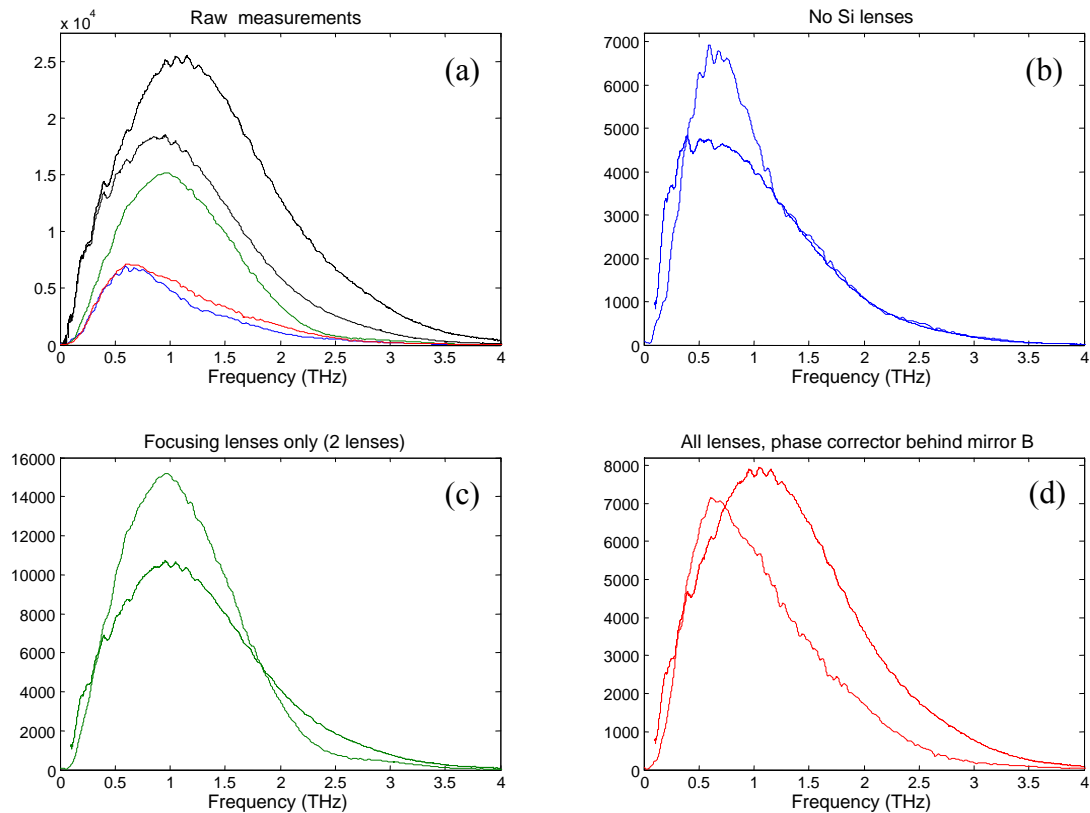 Raw measurements
x 10^4
(a)
2.5
2
1.5
1
0.5
0
0 0.5 1 1.5 2 2.5 3 3.5 4
Frequency (THz)
No Si lenses
(b)
7000
6000
5000
4000
3000
2000
1000
0
0 0.5 1 1.5 2 2.5 3 3.5 4
Frequency (THz)
Focusing lenses only (2 lenses)
(c)
16000
14000
12000
10000
8000
6000
4000
2000
0
0 0.5 1 1.5 2 2.5 3 3.5 4
Frequency (THz)
All lenses, phase corrector behind mirror B
(d)
8000
7000
6000
5000
4000
3000
2000
1000
0
0 0.5 1 1.5 2 2.5 3 3.5 4
Frequency (THz)